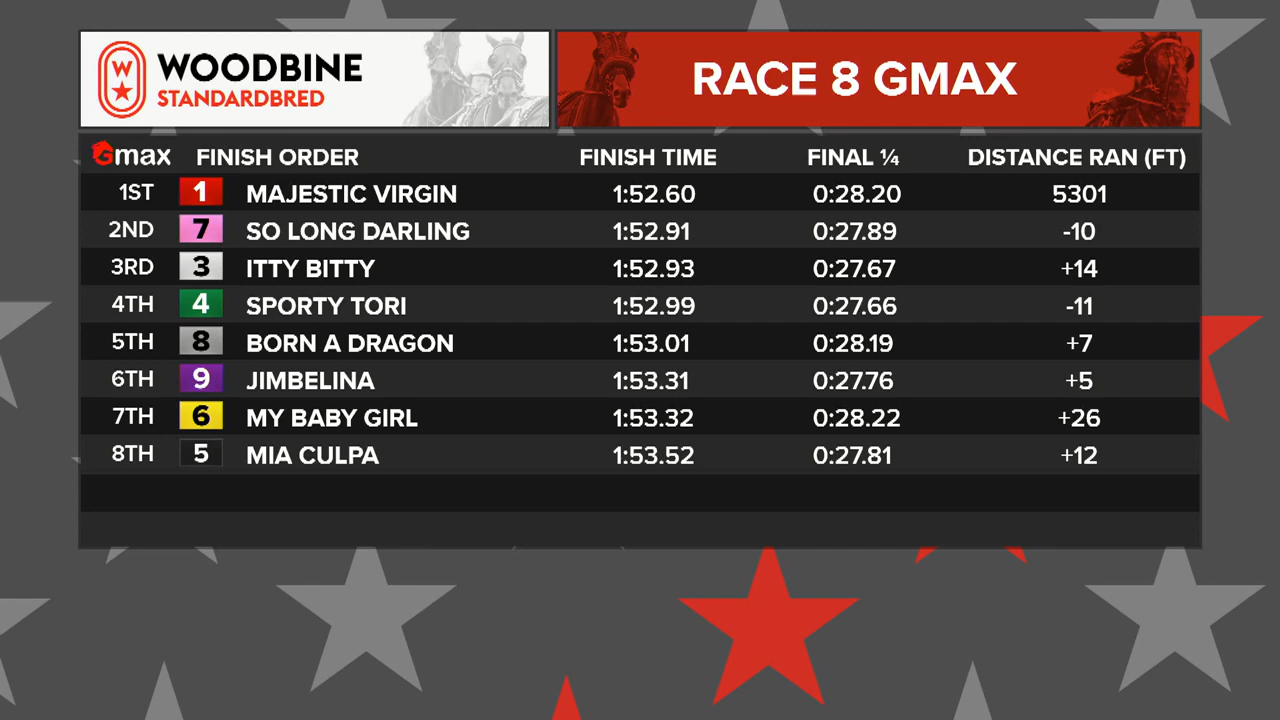 W WOODBINE STANDARDBRED
RACE 8 GMAX
Gmax FINISH ORDER FINISH TIME FINAL ¼ DISTANCE RAN (FT)
1ST 1 MAJESTIC VIRGIN 1:52.60 0:28.20 5301
2ND 7 SO LONG DARLING 1:52.91 0:27.89 -10
3RD 3 ITTY BITTY 1:52.93 0:27.67 +14
4TH 4 SPORTY TORI 1:52.99 0:27.66 -11
5TH 8 BORN A DRAGON 1:53.01 0:28.19 +7
6TH 9 JIMBELINA 1:53.31 0:27.76 +5
7TH 6 MY BABY GIRL 1:53.32 0:28.22 +26
8TH 5 MIA CULPA 1:53.52 0:27.81 +12